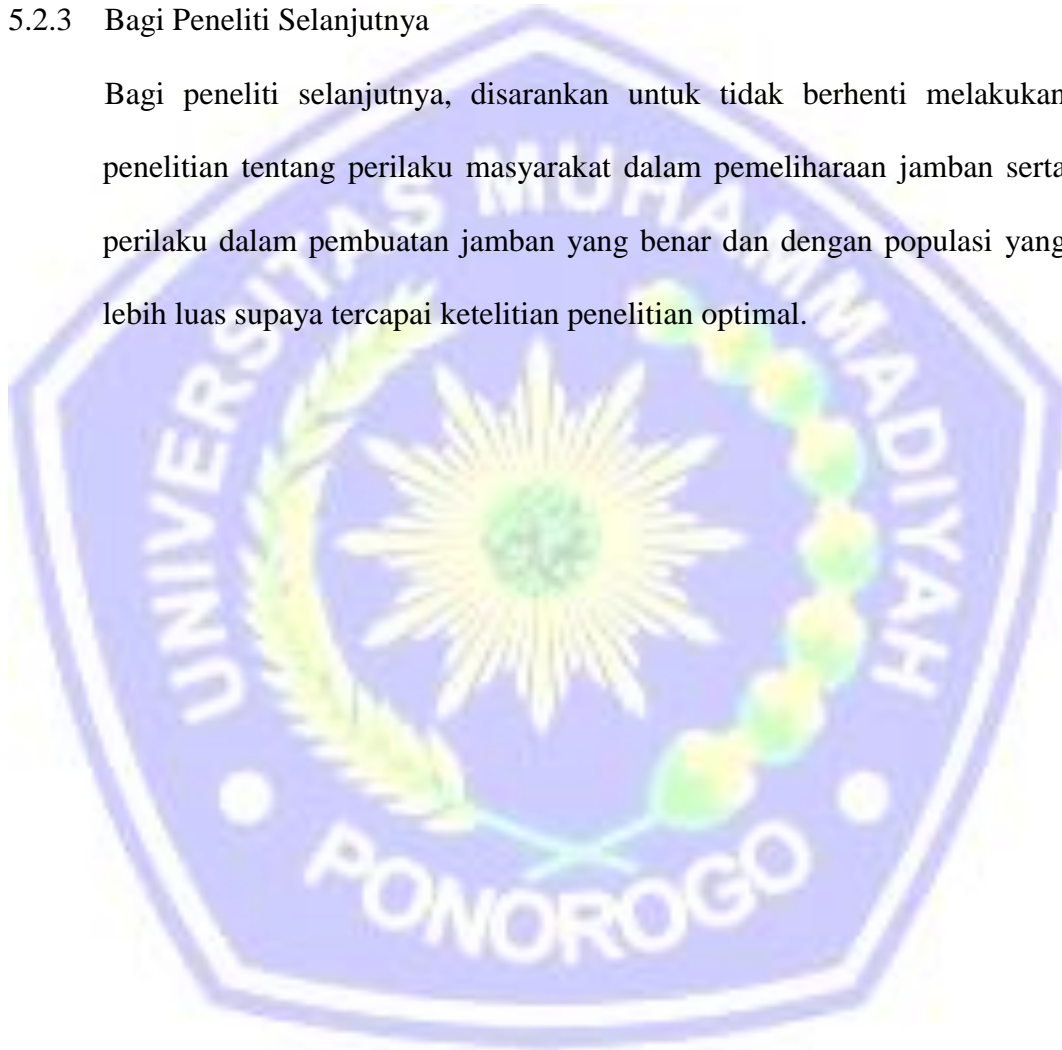 5.2.3 Bagi Peneliti Selanjutnya
Bagi peneliti selanjutnya, disarankan untuk tidak berhenti melakukan
penelitian tentang perilaku masyarakat dalam pemeliharaan jamban serta
perilaku dalam pembuatan jamban yang benar dan dengan populasi yang
lebih luas supaya tercapai ketelitian penelitian optimal.
UNIVERSITAS MUHAMMADIYAH
PONOROGO